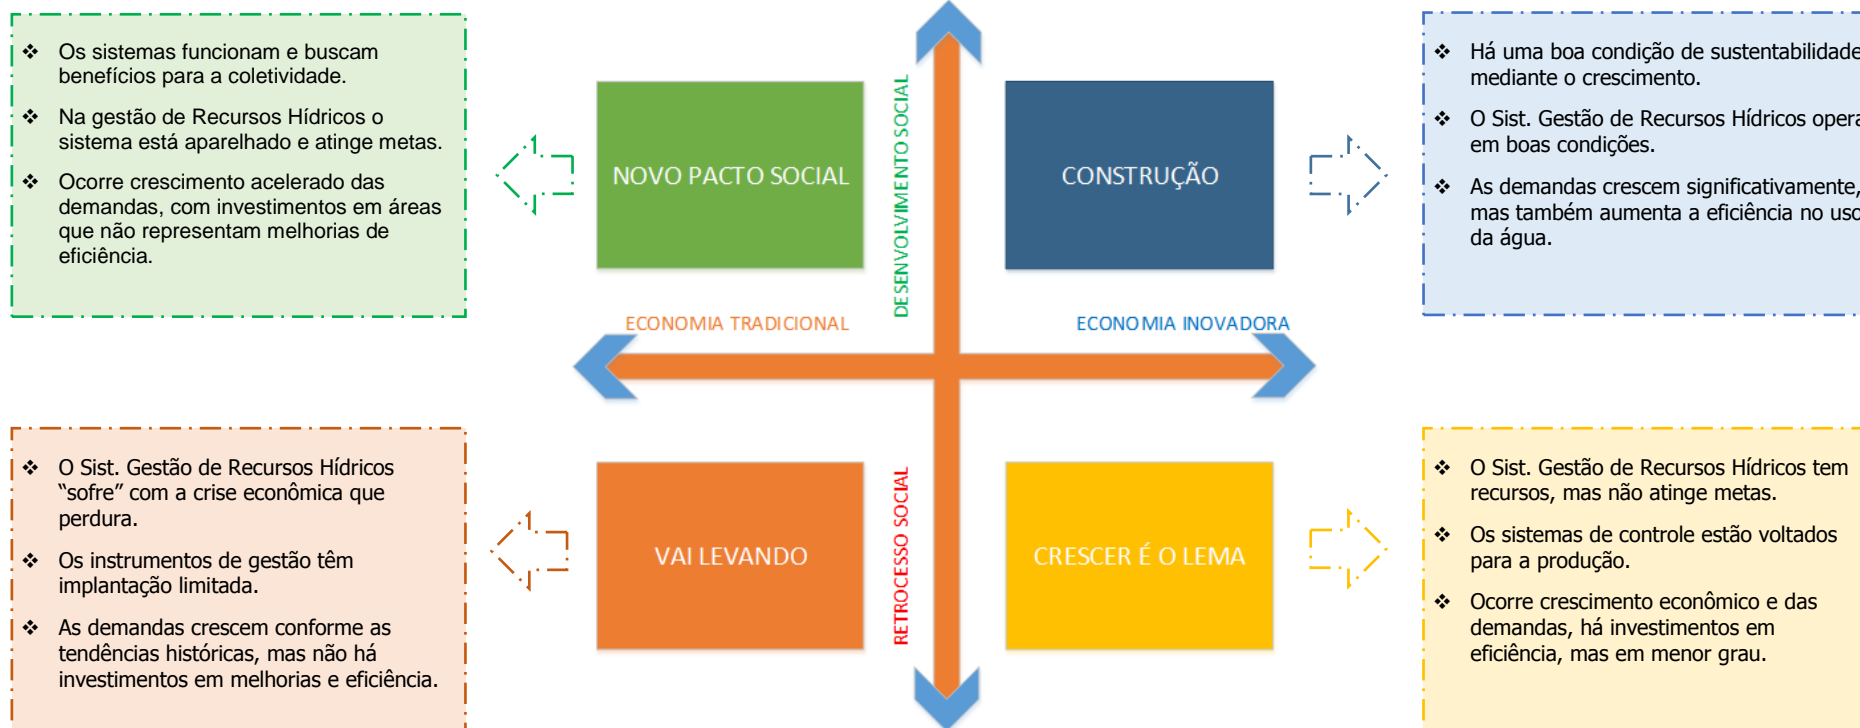 ❖ Os sistemas funcionam e buscam
benefícios para a coletividade.
❖ Na gestão de Recursos Hídricos o
sistema está aparelhado e atinge metas.
❖ Ocorre crescimento acelerado das
demandas, com investimentos em áreas
que não representam melhorias de
eficiência.
NOVO PACTO SOCIAL
DESENVOLVIMENTO SOCIAL
CONSTRUÇÃO
❖ Há uma boa condição de sustentabilidade
mediante o crescimento.
❖ O Sist. Gestão de Recursos Hídricos opera
em boas condições.
❖ As demandas crescem significativamente,
mas também aumenta a eficiência no uso
da água.
ECONOMIA TRADICIONAL
ECONOMIA INOVADORA
❖ O Sist. Gestão de Recursos Hídricos
“sofre” com a crise econômica que
perdura.
❖ Os instrumentos de gestão têm
implantação limitada.
❖ As demandas crescem conforme as
tendências históricas, mas não há
investimentos em melhorias e eficiência.
VAI LEVANDO
RETROCESSO SOCIAL
CRESCER É O LEMA
❖ O Sist. Gestão de Recursos Hídricos tem
recursos, mas não atinge metas.
❖ Os sistemas de controle estão voltados
para a produção.
❖ Ocorre crescimento econômico e das
demandas, há investimentos em
eficiência, mas em menor grau.